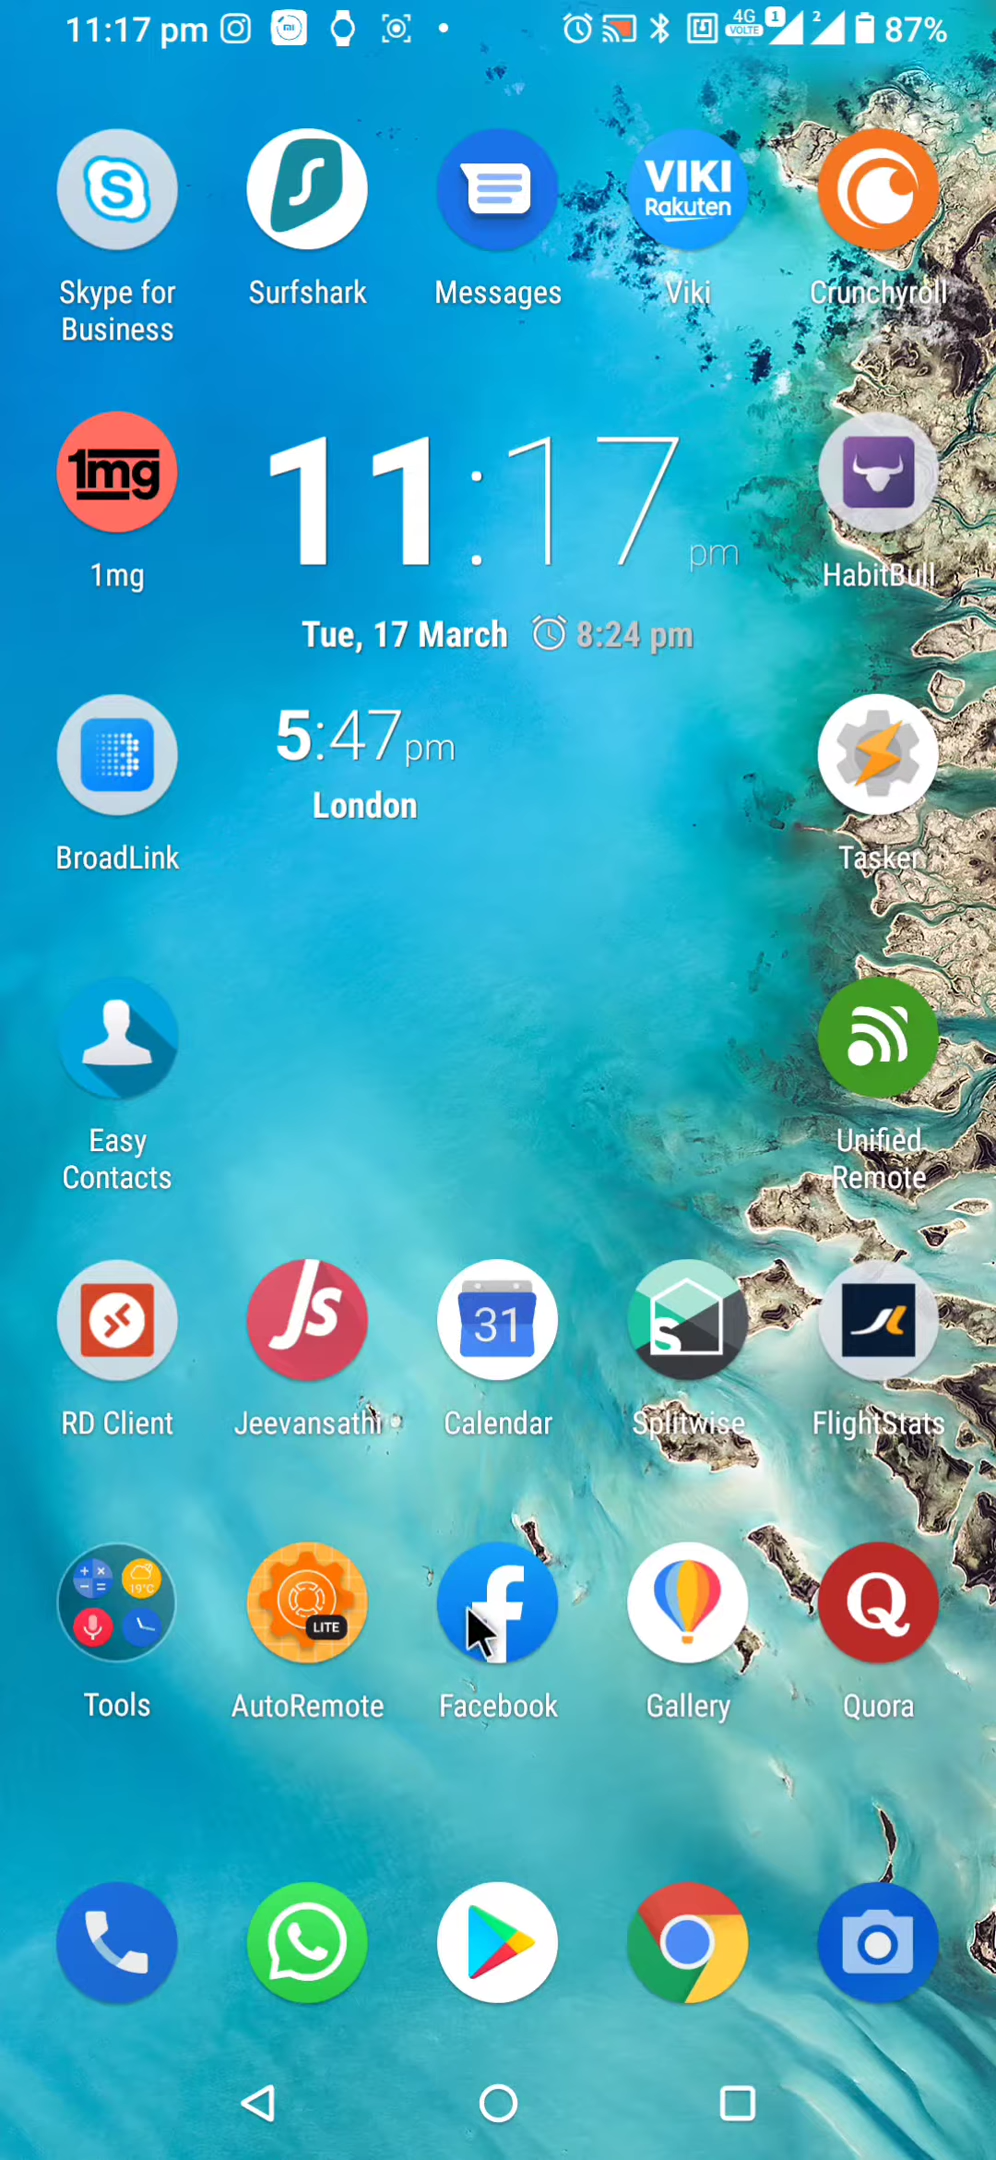 11:17 pm 4G VOLTE 1 2 87%
VIKI
Rakuten
Skype for Business
Surfshark
Messages
Viki
Crunchyroll
1mg
11:17 pm
1mg
HabitBull
Tue, 17 March 8:24 pm
5:47pm
London
BroadLink
Tasker
Easy Contacts
Unified Remote
Js
31
RD Client
Jeevansathi
Calendar
Splitwise
FlightStats
19°C
LITE
Tools
AutoRemote
Facebook
Gallery
Quora